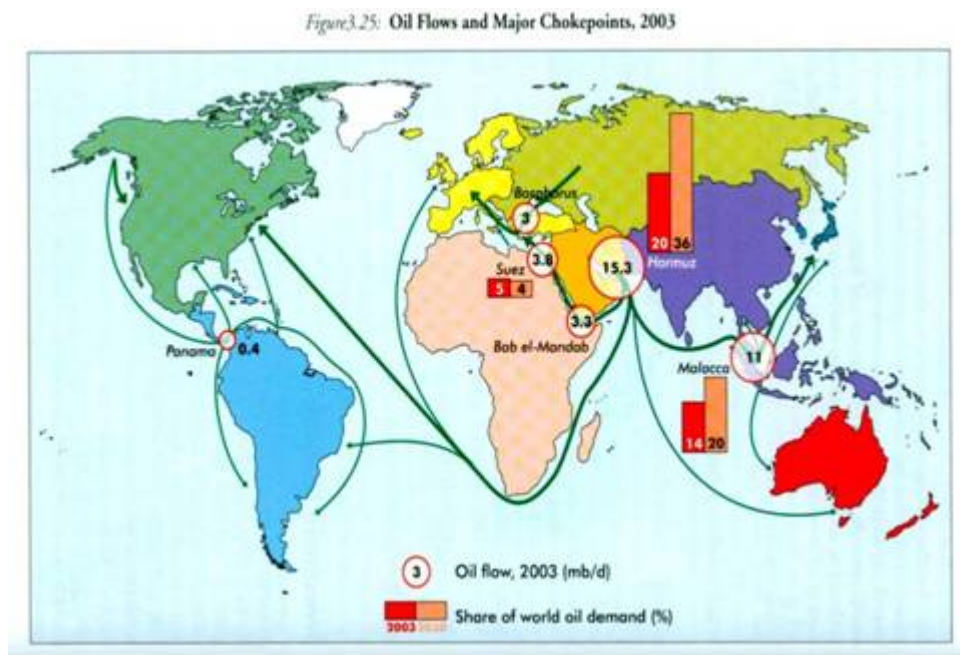 Figure3.25: Oil Flows and Major Chokepoints, 2003
Bosphorus
3
20 36
Hormuz
3.8
15.3
Suez
5 4
3.3
Bab el-Mandab
Panama
0.4
11
Malacca
14 20
3 Oil flow, 2003 (mb/d)
Share of world oil demand (%)
2003 2030